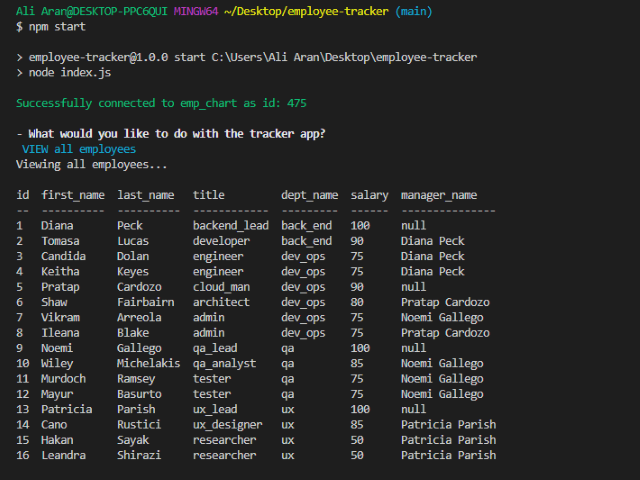 Ali Aran@DESKTOP-PPC6QUI MINGW64 ~/Desktop/employee-tracker (main)
$ npm start
> employee-tracker@1.0.0 start C:\Users\Ali Aran\Desktop\employee-tracker
> node index.js
Successfully connected to emp_chart as id: 475
- What would you like to do with the tracker app?
VIEW all employees
Viewing all employees...
id first_name last_name title dept_name salary manager_name
-- ---------- ---------- ------------ --------- ------ ---------------
1 Diana Peck backend_lead back_end 100 null
2 Tomasa Lucas developer back_end 90 Diana Peck
3 Candida Dolan engineer dev_ops 75 Diana Peck
4 Keitha Keyes engineer dev_ops 75 Diana Peck
5 Pratap Cardozo cloud_man dev_ops 90 null
6 Shaw Fairbairn architect dev_ops 80 Pratap Cardozo
7 Vikram Arreola admin dev_ops 75 Noemi Gallego
8 Ileana Blake admin dev_ops 75 Pratap Cardozo
9 Noemi Gallego qa_lead qa 100 null
10 Wiley Michelakis qa_analyst qa 85 Noemi Gallego
11 Murdoch Ramsey tester qa 75 Noemi Gallego
12 Mayur Basurto tester qa 75 Noemi Gallego
13 Patricia Parish ux_lead ux 100 null
14 Cano Rustici ux_designer ux 85 Patricia Parish
15 Hakan Sayak researcher ux 50 Patricia Parish
16 Leandra Shirazi researcher ux 50 Patricia Parish